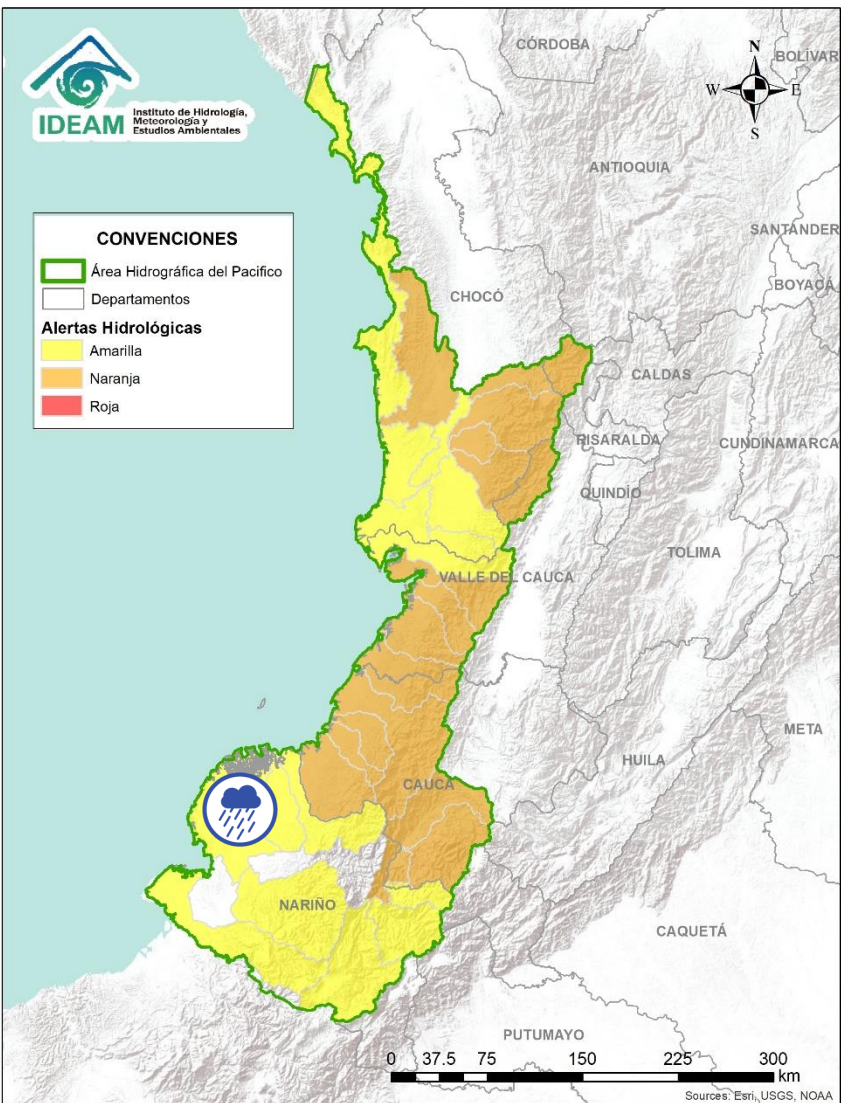 IDEAM
Instituto de Hidrología,
Meteorología y
Estudios Ambientales
CONVENCIONES
Área Hidrográfica del Pacifico
Departamentos
Alertas Hidrológicas
Amarilla
Naranja
Roja
N
W
E
S
CÓRDOBA
BOLÍVAR
ANTIOQUIA
SANTANDER
BOYACÁ
CHOCÓ
CALDAS
RISARALDA
CUNDINAMARCA
QUINDÍO
TOLIMA
VALLE DEL CAUCA
META
HUILA
CAUCA
NARIÑO
CAQUETÁ
PUTUMAYO
0 37.5 75 150 225 300
km
Sources: Esri, USGS, NOAA